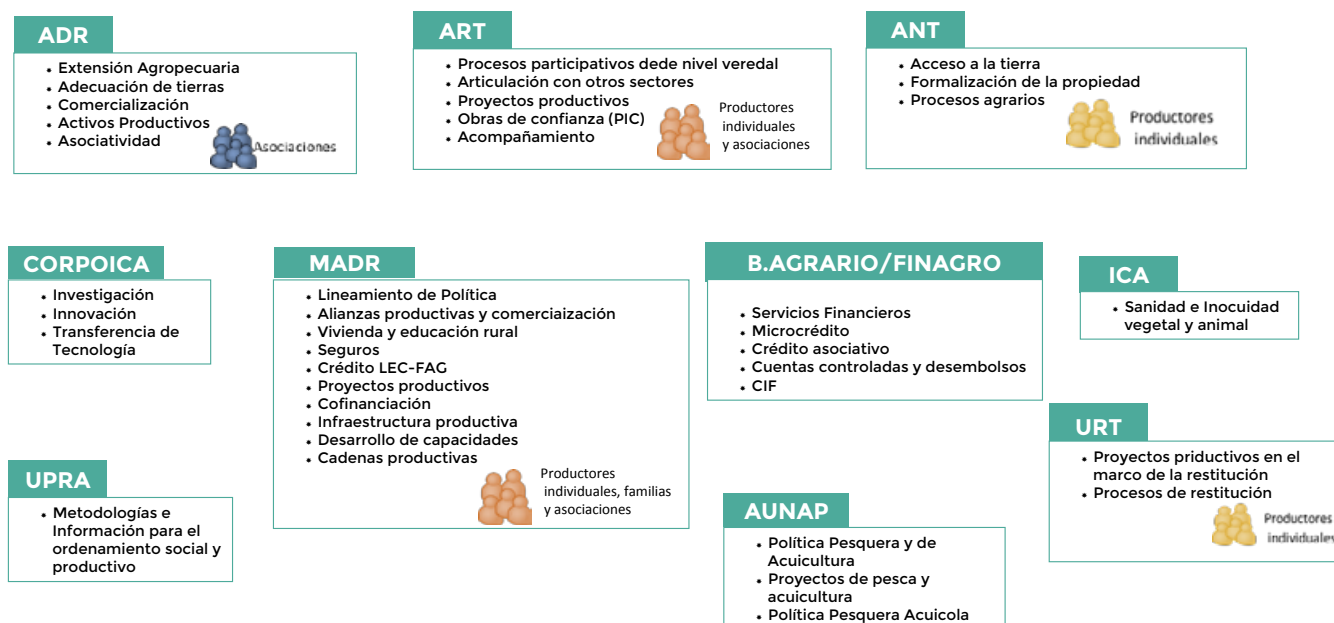 ADR
Extensión Agropecuaria
Adecuación de tierras
Comercialización
Activos Productivos
Asociatividad
Asociaciones
ART
Procesos participativos dede nivel veredal
Articulación con otros sectores
Proyectos productivos
Obras de confianza (PIC)
Acompañamiento
Productores
individuales
y asociaciones
ANT
Acceso a la tierra
Formalización de la propiedad
Procesos agrarios
Productores
individuales
CORPOICA
Investigación
Innovación
Transferencia de
Tecnología
MADR
Lineamiento de Política
Alianzas productivas y comerciaización
Vivienda y educación rural
Seguros
Crédito LEC-FAG
Proyectos productivos
Cofinanciación
Infraestructura productiva
Desarrollo de capacidades
Cadenas productivas
Productores
individuales, familias
y asociaciones
B.AGRARIO/FINAGRO
Servicios Financieros
Microcrédito
Crédito asociativo
Cuentas controladas y desembolsos
CIF
ICA
Sanidad e Inocuidad
vegetal y animal
URT
Proyectos priductivos en el
marco de la restitución
Procesos de restitución
Productores
individuales
UPRA
Metodologías e
Información para el
ordenamiento social y
productivo
AUNAP
Política Pesquera y de
Acuicultura
Proyectos de pesca y
acuicultura
Política Pesquera Acuicola